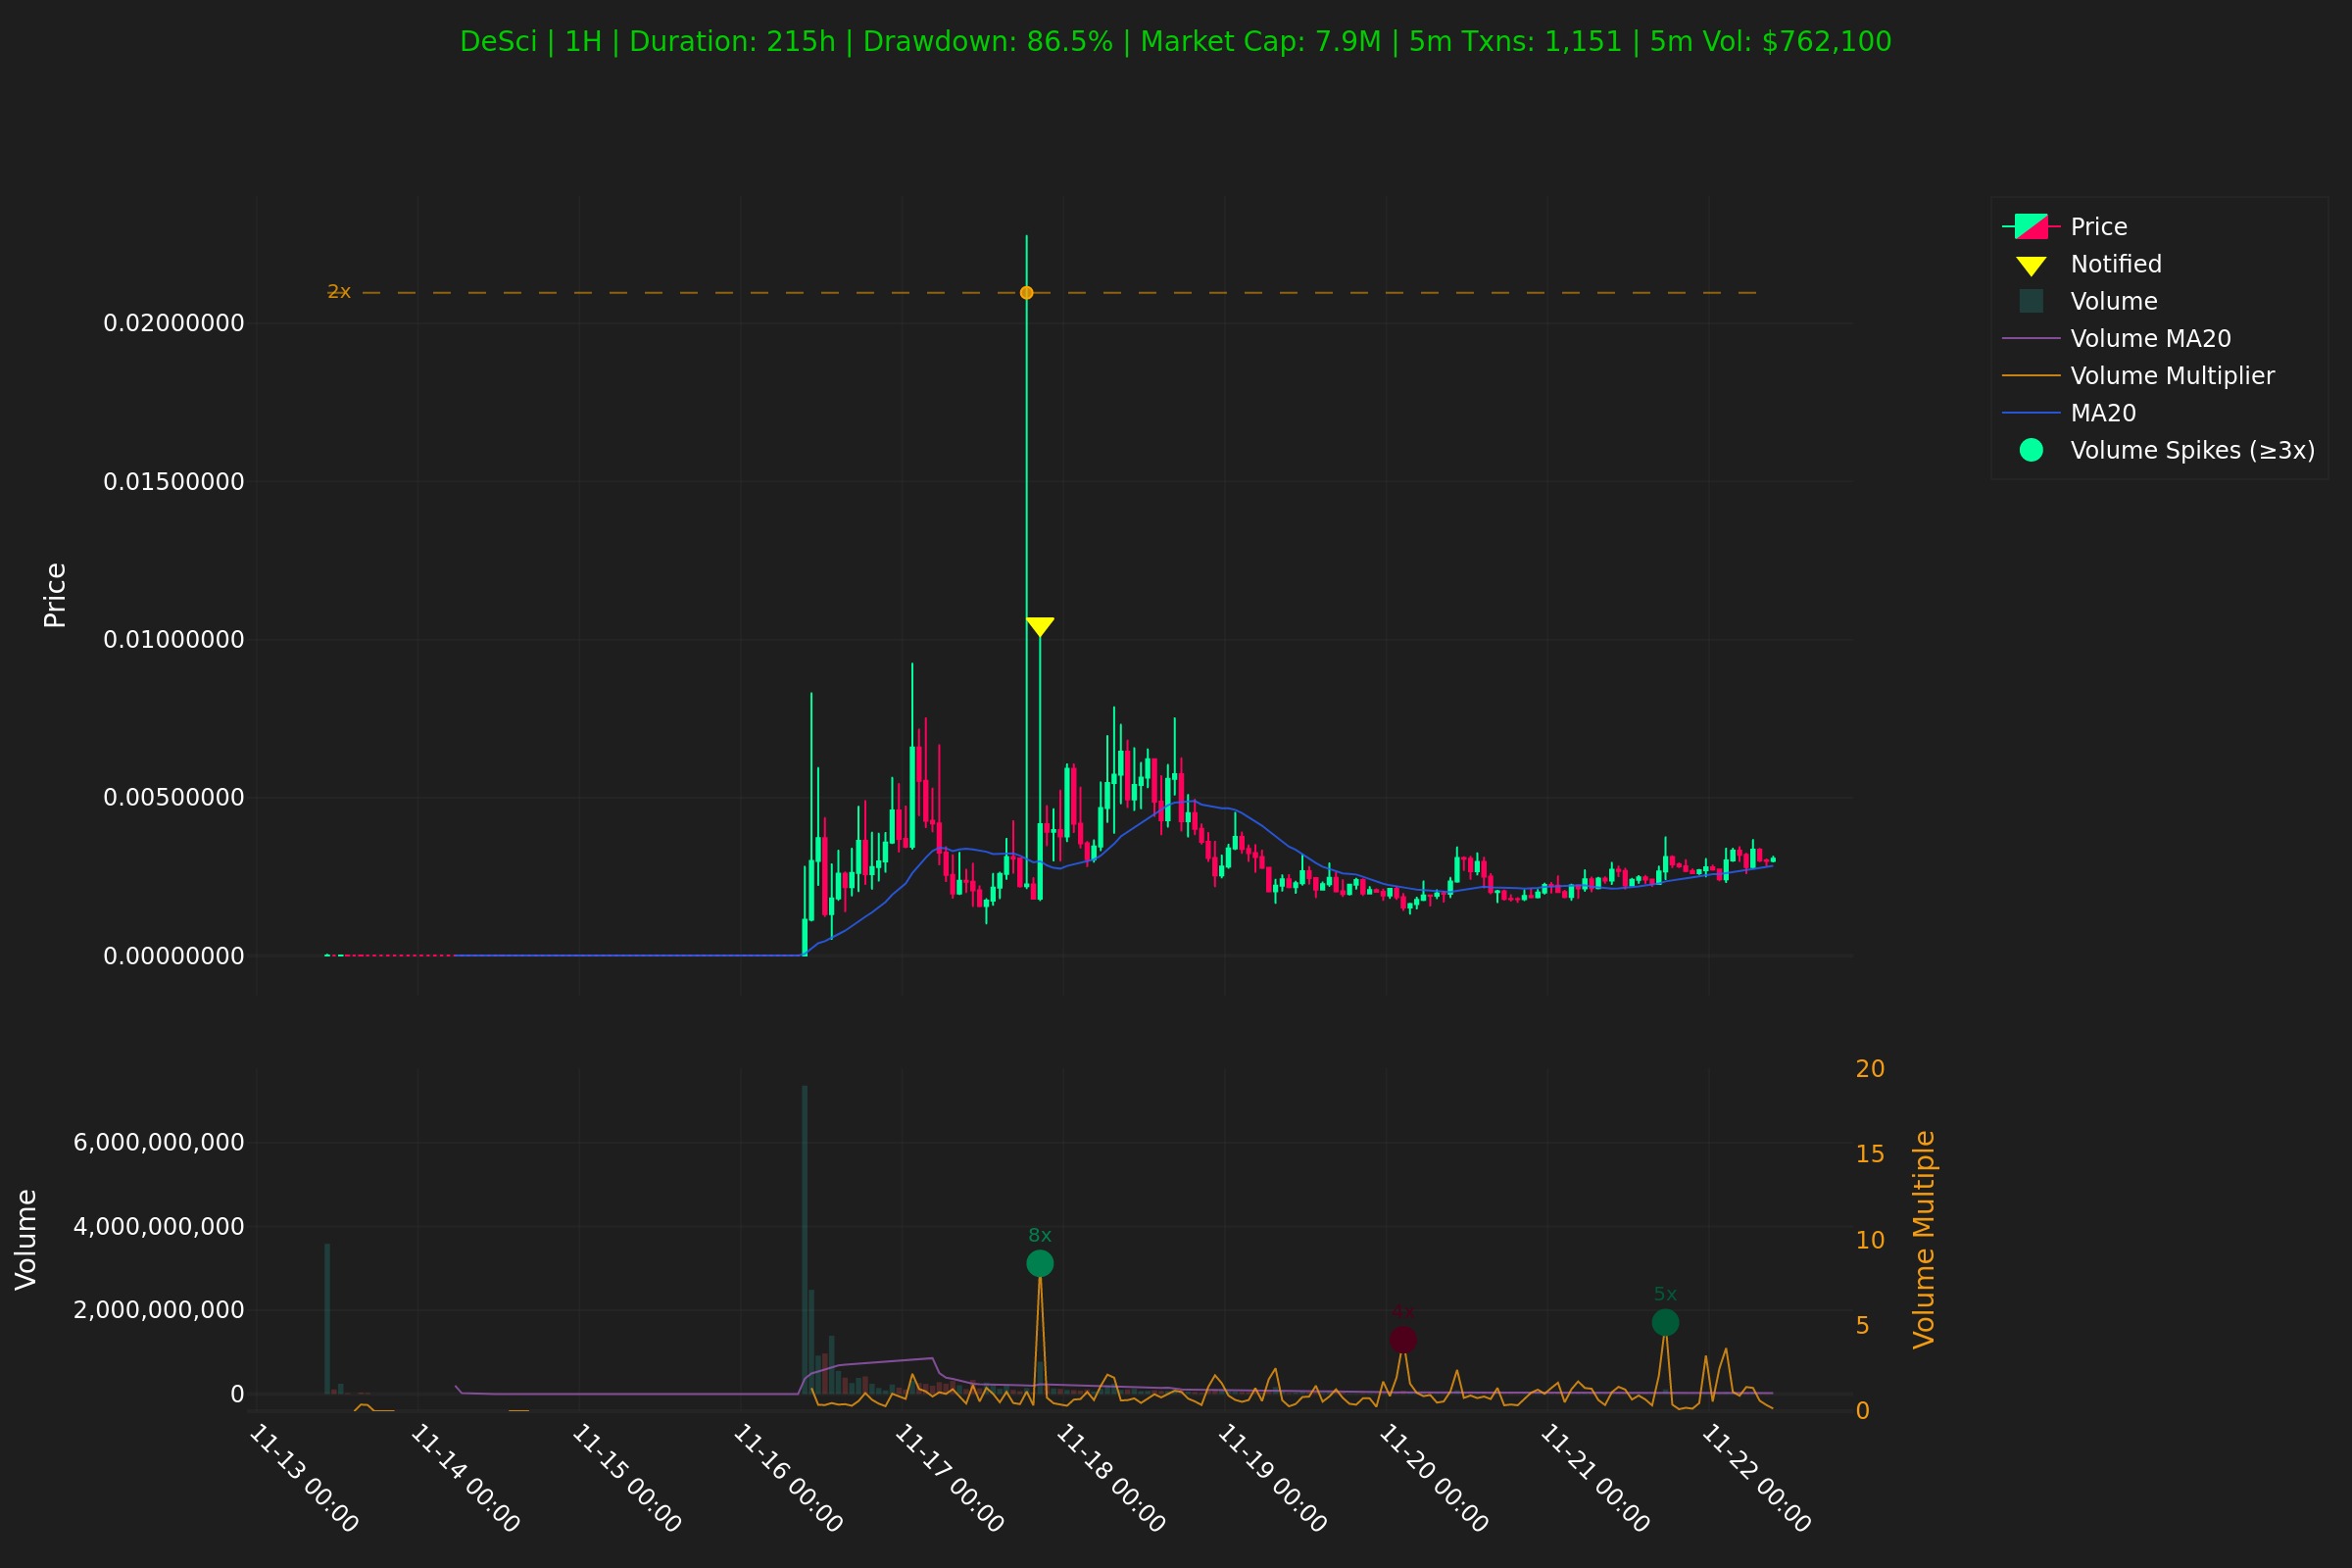 DeSci | 1H | Duration: 215h | Drawdown: 86.5% | Market Cap: 7.9M | 5m Txns: 1,151 | 5m Vol: $762,100
Price
Notified
Volume
Volume MA20
Volume Multiplier
MA20
Volume Spikes (≥3x)
2x
0.02000000
0.01500000
0.01000000
0.00500000
0.00000000
Price
20
15
10
5
0
Volume Multiple
6,000,000,000
4,000,000,000
2,000,000,000
0
Volume
8x
4x
5x
11-13 00:00
11-14 00:00
11-15 00:00
11-16 00:00
11-17 00:00
11-18 00:00
11-19 00:00
11-20 00:00
11-21 00:00
11-22 00:00